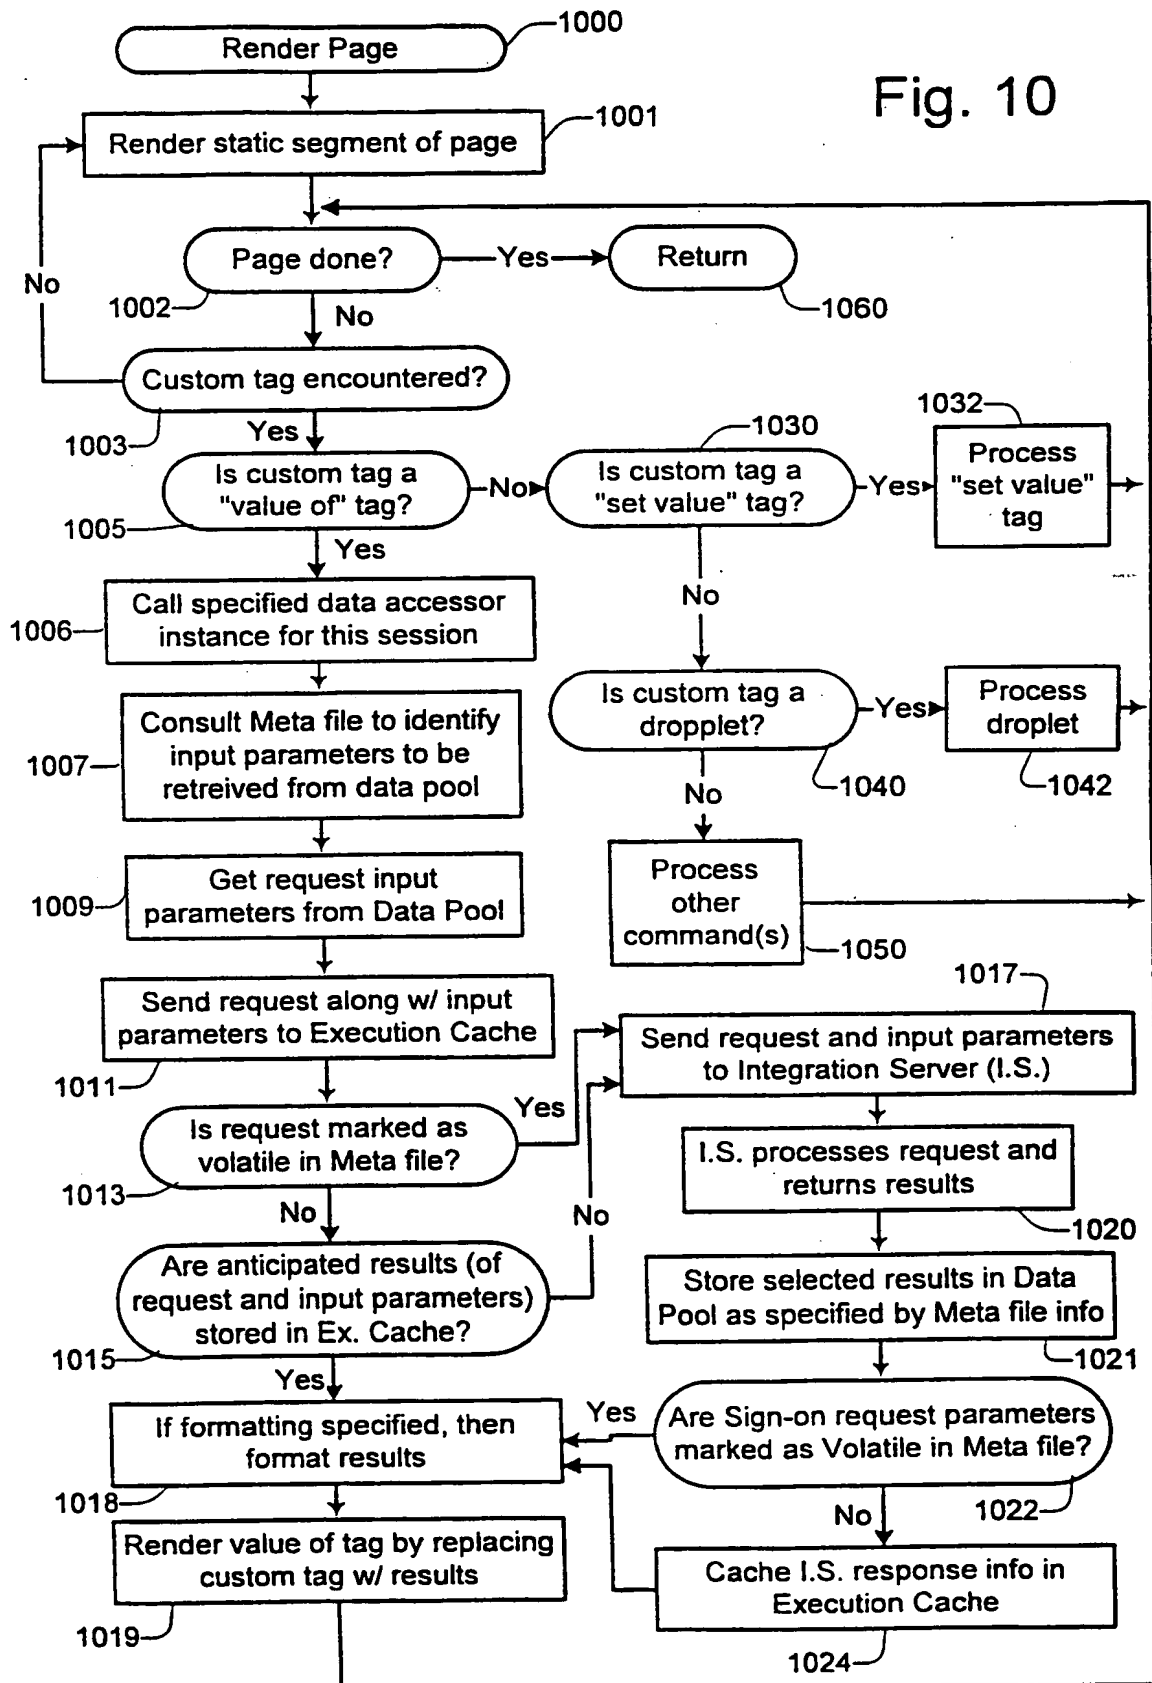 1000
Render Page
Fig. 10
1001
Render static segment of page
No
Page done?
Yes
Return
1002
No
1060
Custom tag encountered?
1003
Yes
1030
1032
Is custom tag a
"value of" tag?
No
Is custom tag a
"set value" tag?
Yes
Process
"set value"
tag
1005
Yes
No
1006
Call specified data accessor
instance for this session
1007
Consult Meta file to identify
input parameters to be
retreived from data pool
Is custom tag a
dropplet?
Yes
Process
droplet
1040
1042
No
1009
Get request input
parameters from Data Pool
Process
other
command(s)
1050
Send request along w/ input
parameters to Execution Cache
1011
1017
Send request and input parameters
to Integration Server (I.S.)
Yes
Is request marked as
volatile in Meta file?
1013
No
No
I.S. processes request and
returns results
1020
Are anticipated results (of
request and input parameters)
stored in Ex. Cache?
1015
Yes
Store selected results in Data
Pool as specified by Meta file info
1021
If formatting specified, then
format results
1018
Yes
Are Sign-on request parameters
marked as Volatile in Meta file?
1022
No
Render value of tag by replacing
custom tag w/ results
1019
Cache I.S. response info in
Execution Cache
1024